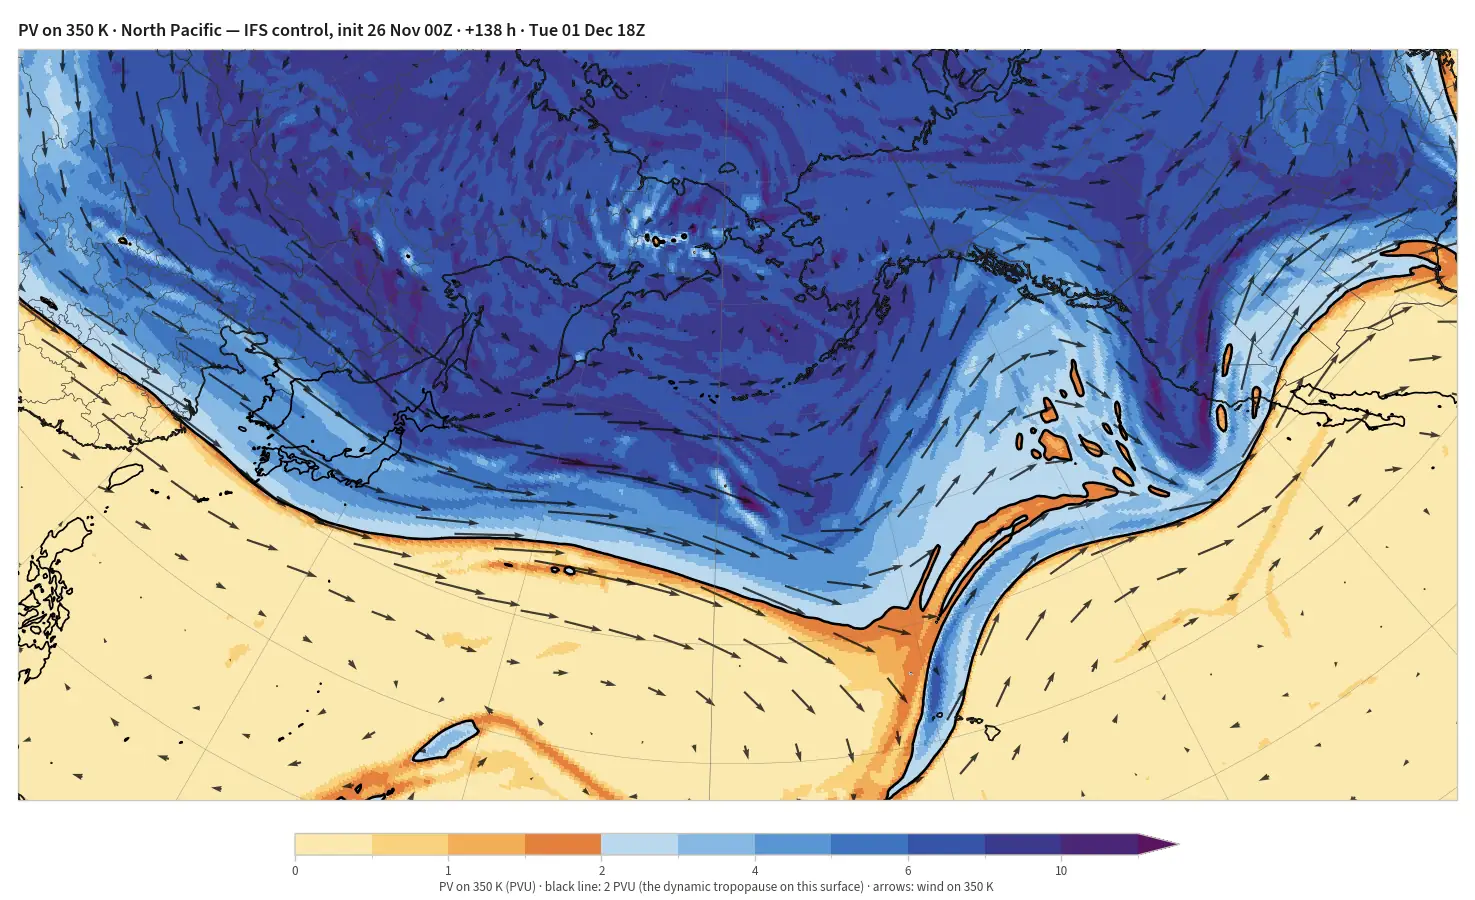 PV on 350 K · North Pacific — IFS control, init 26 Nov 00Z · +138 h · Tue 01 Dec 18Z
0 1 2 4 6 10
PV on 350 K (PVU) · black line: 2 PVU (the dynamic tropopause on this surface) · arrows: wind on 350 K